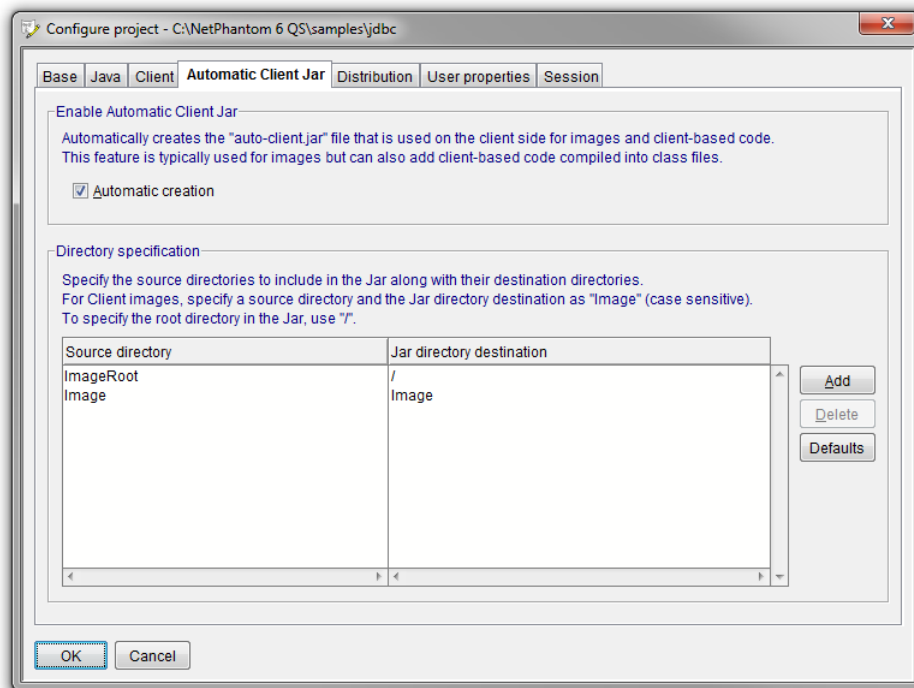 Configure project - C:\NetPhantom 6 QS\samples\jdbc
Base Java Client Automatic Client Jar Distribution User properties Session
Enable Automatic Client Jar
Automatically creates the "auto-client.jar" file that is used on the client side for images and client-based code.
This feature is typically used for images but can also add client-based code compiled into class files.
Automatic creation
Directory specification
Specify the source directories to include in the Jar along with their destination directories.
For Client images, specify a source directory and the Jar directory destination as "Image" (case sensitive).
To specify the root directory in the Jar, use "/".
Source directory Jar directory destination
ImageRoot /
Image Image
Add
Delete
Defaults
OK Cancel